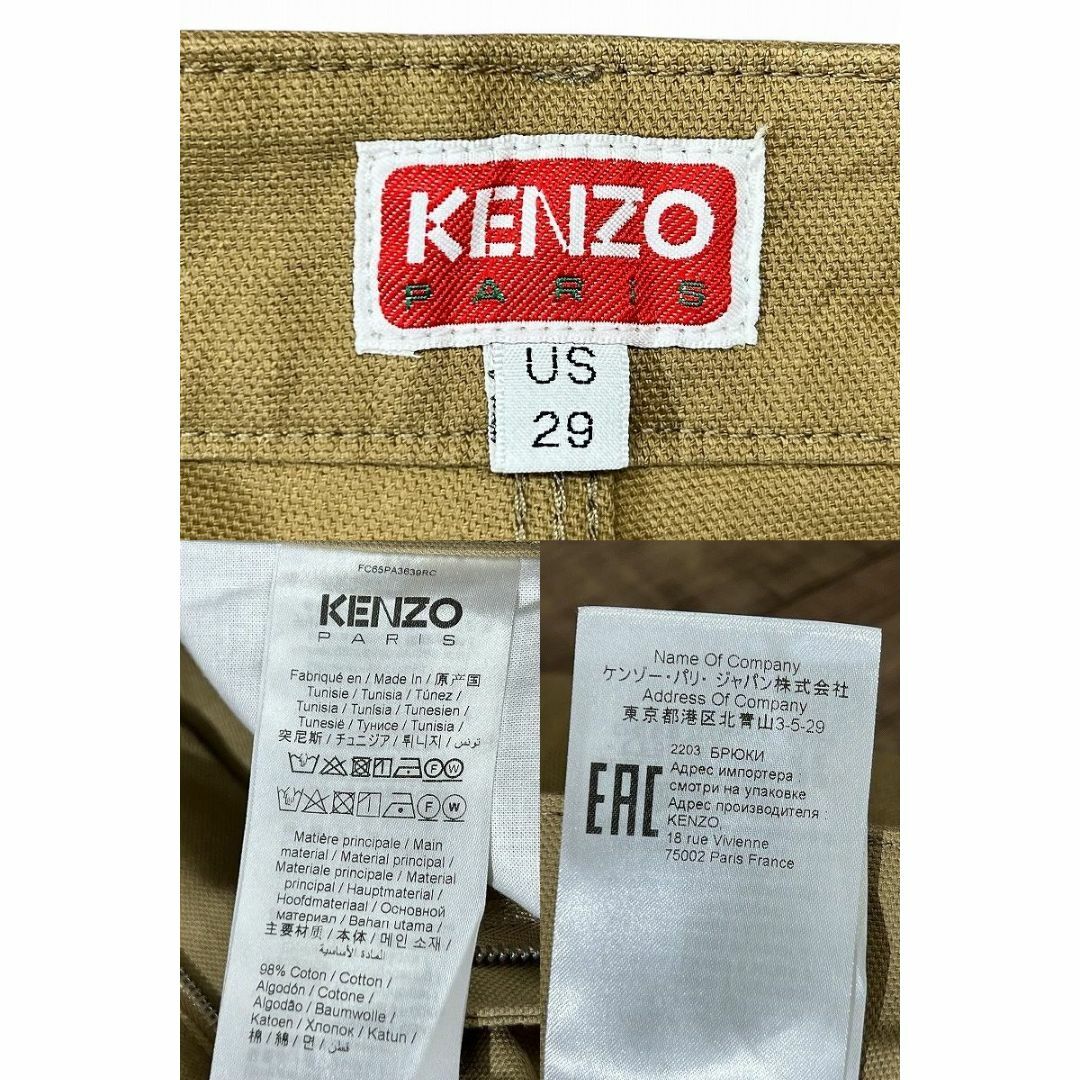 KENZO
PARIS
US
29
FC65PA3639RC
KENZO
PARIS
Fabriqué en / Made In / 原产国
Tunisie / Tunisia / Túnez /
Tunisia / Tunísia / Tunesien /
Tunesië / Тунисе / Tunisia /
突尼斯 / チュニジア / 튀니지 / تونس
Matière principale / Main
material / Material principal /
Materiale principale / Material
principal / Hauptmaterial /
Hoofdmateriaal / Основной
материал / Bahan utama /
主要材质 / 本体 / 메인 소재 /
المادة الأساسية
98% Coton / Cotton /
Algodón / Cotone /
Algodão / Baumwolle /
Katoen / Хлопок / Katun /
棉 / 綿 / 면 / قطن
Name Of Company
ケンゾー・パリ・ジャパン株式会社
Address Of Company
東京都港区北青山3-5-29
EAC
2203 БРЮКИ
Адрес импортера :
смотри на упаковке
Адрес производителя :
KENZO,
18 rue Vivienne
75002 Paris France